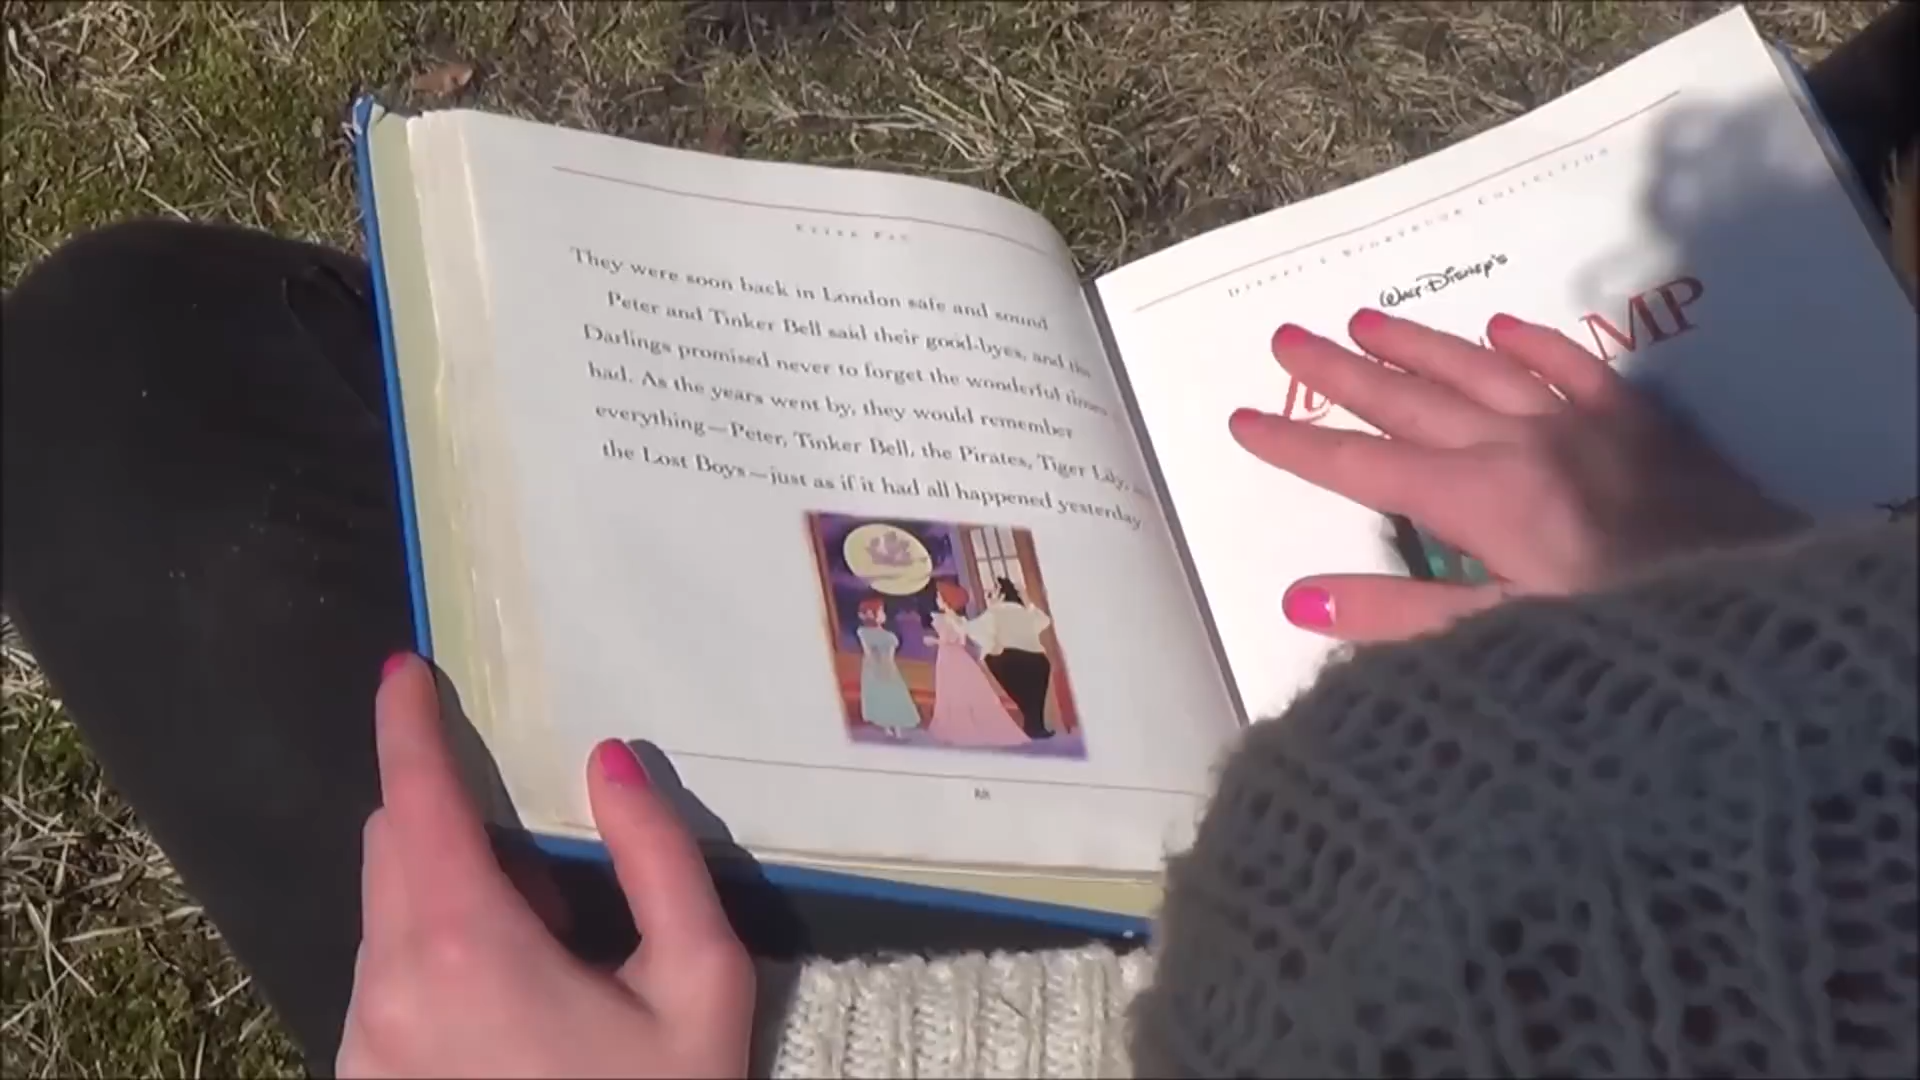 PETER PAN
They were soon back in London safe and sound
Peter and Tinker Bell said their good-byes, and the
Darlings promised never to forget the wonderful times
had. As the years went by, they would remember
everything—Peter, Tinker Bell, the Pirates, Tiger Lily,
the Lost Boys—just as if it had all happened yesterday
88
DISNEY'S STORYBOOK COLLECTION
WALT DISNEY'S
AMP